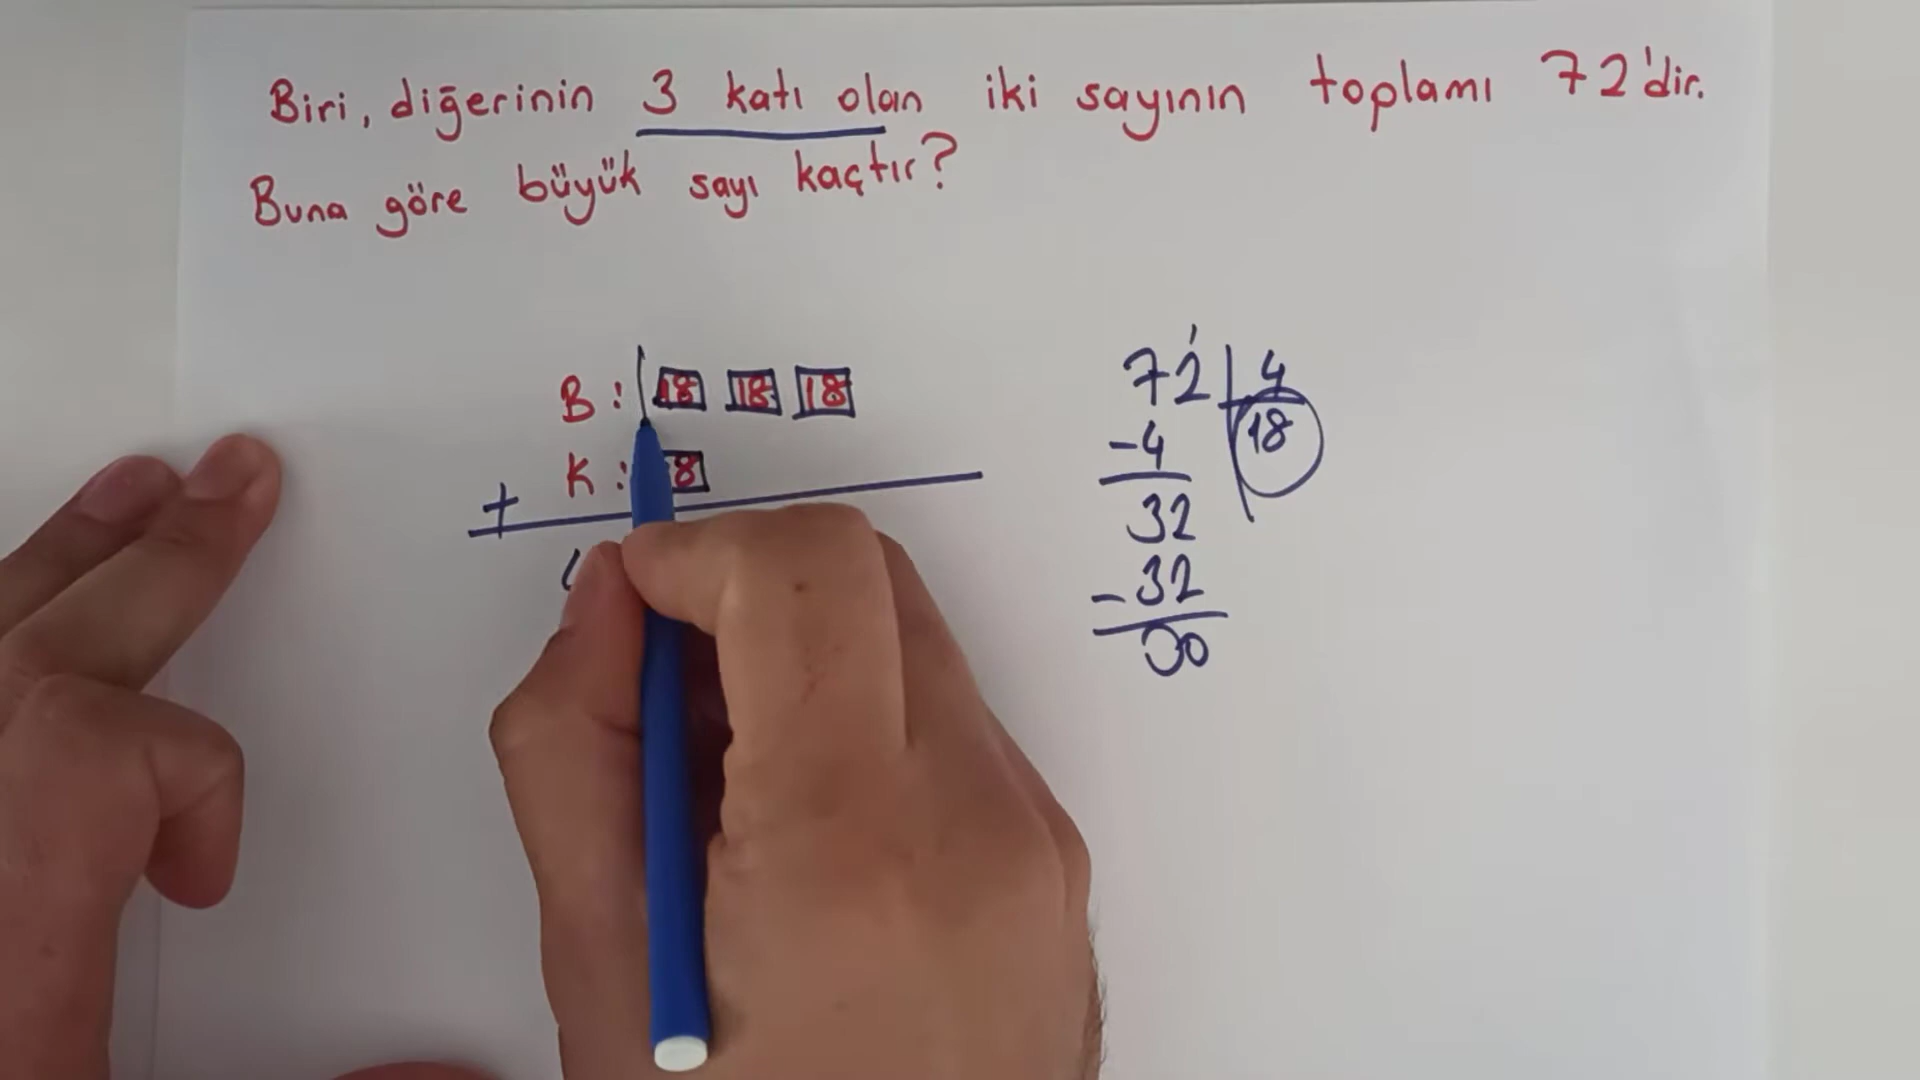 Biri, diğerinin 3 katı olan iki sayının toplamı 72'dir.
Buna göre büyük sayı kaçtır?
B: 18 18 18
K: 8
+
72 4
18
-4
32
-32
00